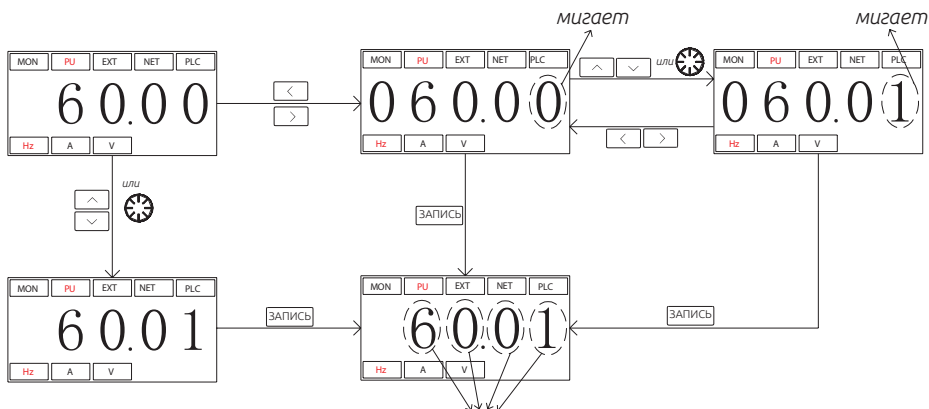 мигает
мигает
MON PU EXT NET PLC
60.00
Hz A V
MON PU EXT NET PLC
060.00
Hz A V
или
MON PU EXT NET PLC
060.01
Hz A V
или
ЗАПИСЬ
MON PU EXT NET PLC
60.01
Hz A V
ЗАПИСЬ
MON PU EXT NET PLC
60.01
Hz A V
ЗАПИСЬ